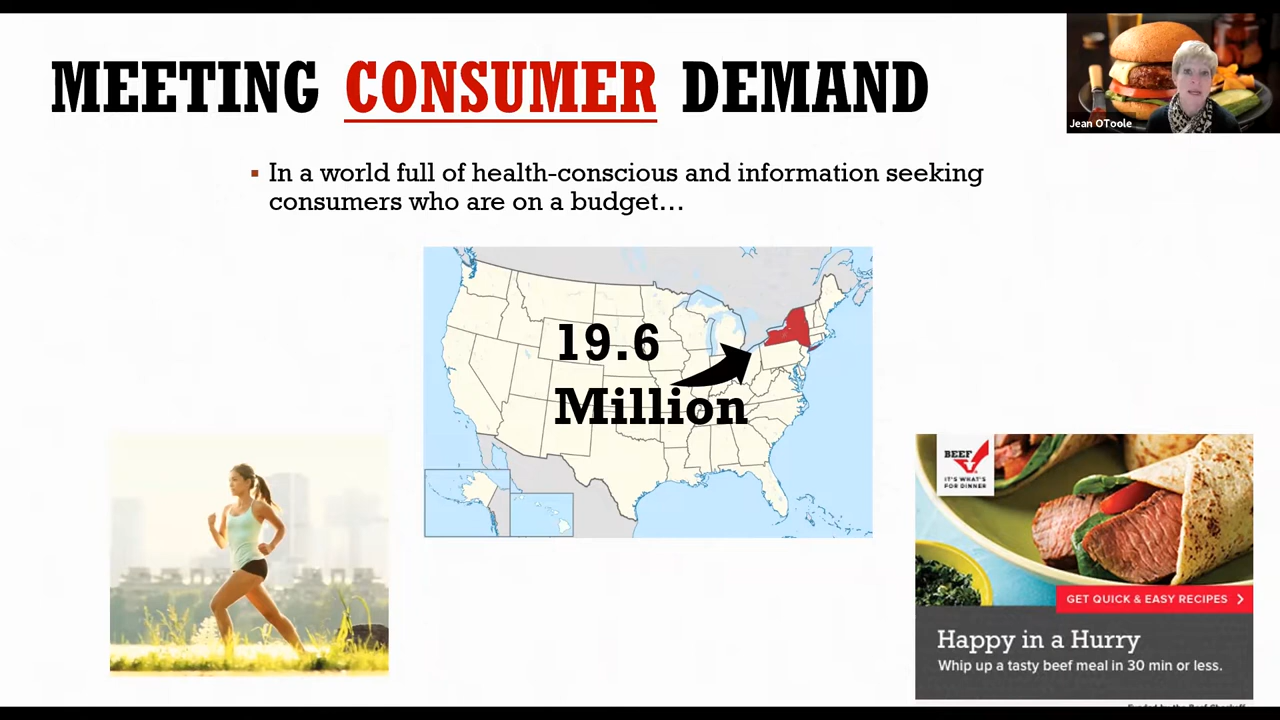 MEETING CONSUMER DEMAND
Jean OToole
▪ In a world full of health-conscious and information seeking
consumers who are on a budget...
19.6
Million
BEEF
IT'S WHAT'S
FOR DINNER
GET QUICK & EASY RECIPES >
Happy in a Hurry
Whip up a tasty beef meal in 30 min or less.